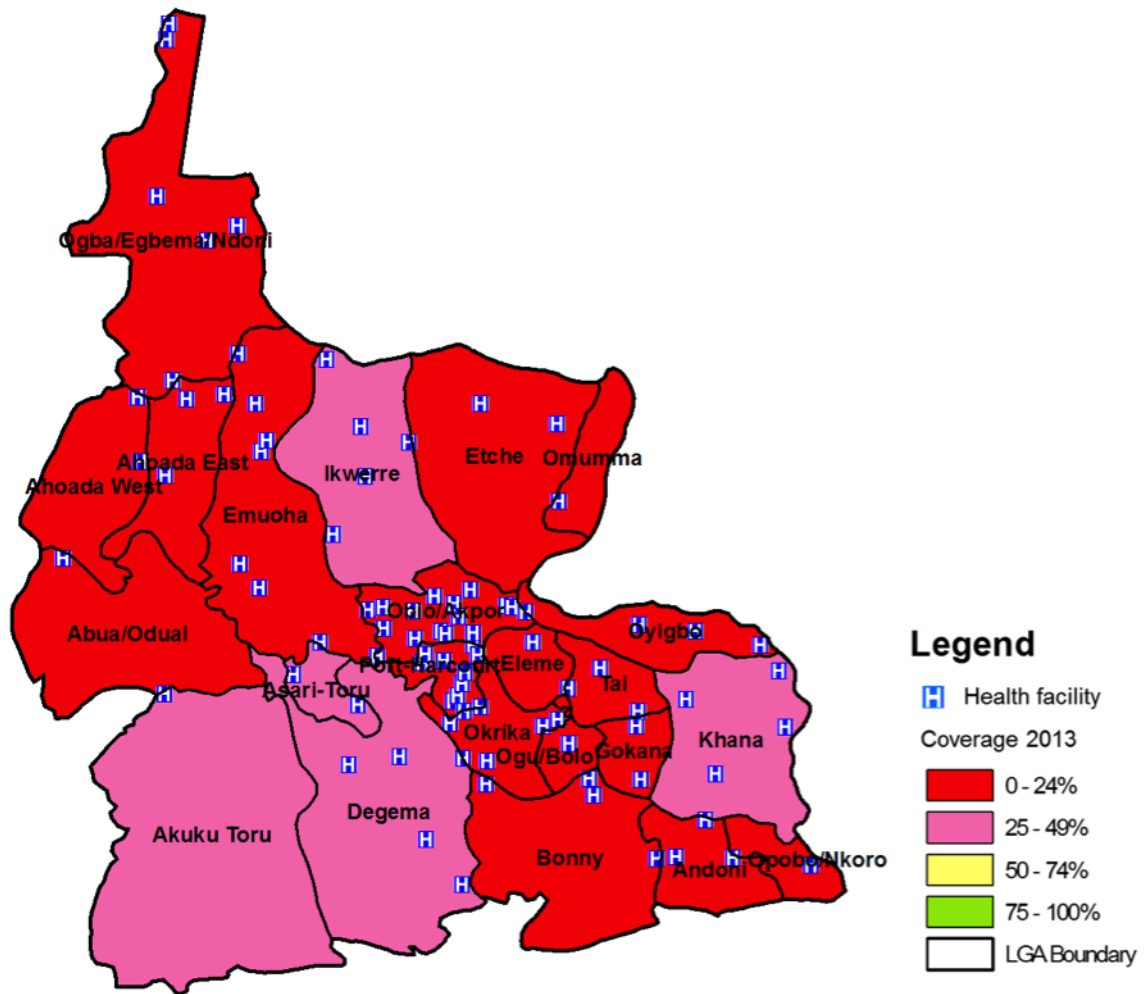 Ogba/Egbema/Ndoni
Ahoada East
Ahoada West
Emuoha
Ikwerre
Etche
Omumma
Abua/Odual
Obio/Akpor
Oyigbo
Port-Harcourt
Eleme
Tai
Asari-Toru
Okrika
Ogu/Bolo
Gokana
Khana
Akuku Toru
Degema
Bonny
Andoni
Opobo/Nkoro
Legend
H Health facility
Coverage 2013
0 - 24%
25 - 49%
50 - 74%
75 - 100%
LGA Boundary